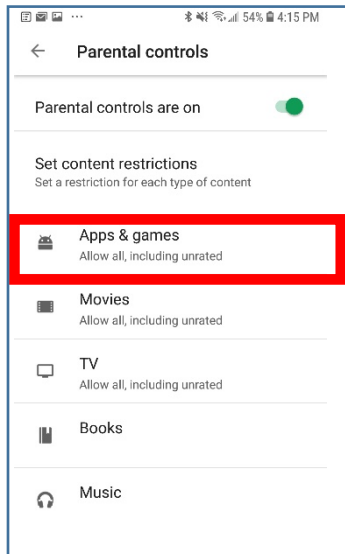 54% 4:15 PM
Parental controls
Parental controls are on
Set content restrictions
Set a restriction for each type of content
Apps & games
Allow all, including unrated
Movies
Allow all, including unrated
TV
Allow all, including unrated
Books
Music